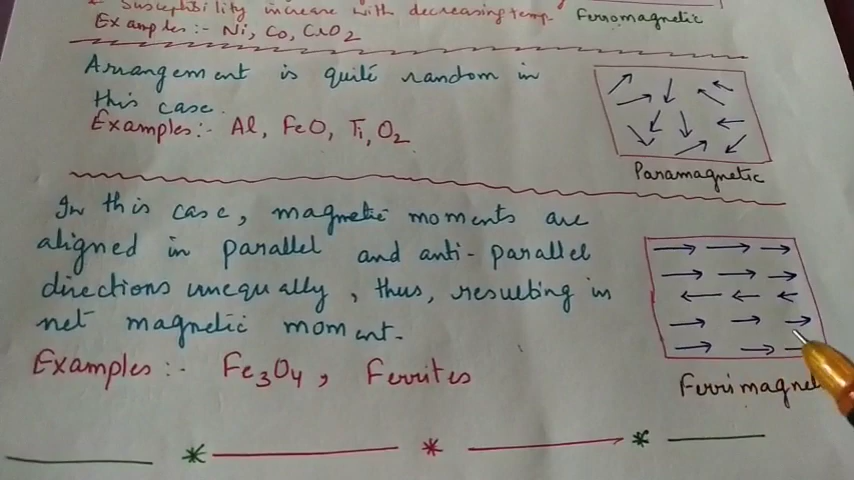 * Susceptibility increase with decreasing temp.
Ferromagnetic
Examples:- Ni, Co, CrO2
Arrangement is quite random in
this case.
Examples:- Al, FeO, Ti, O2
Paramagnetic
In this case, magnetic moments are
aligned in parallel and anti-parallel
directions unequally, thus, resulting in
net magnetic moment.
Examples:- Fe3O4, Ferrites
Ferrimagnet